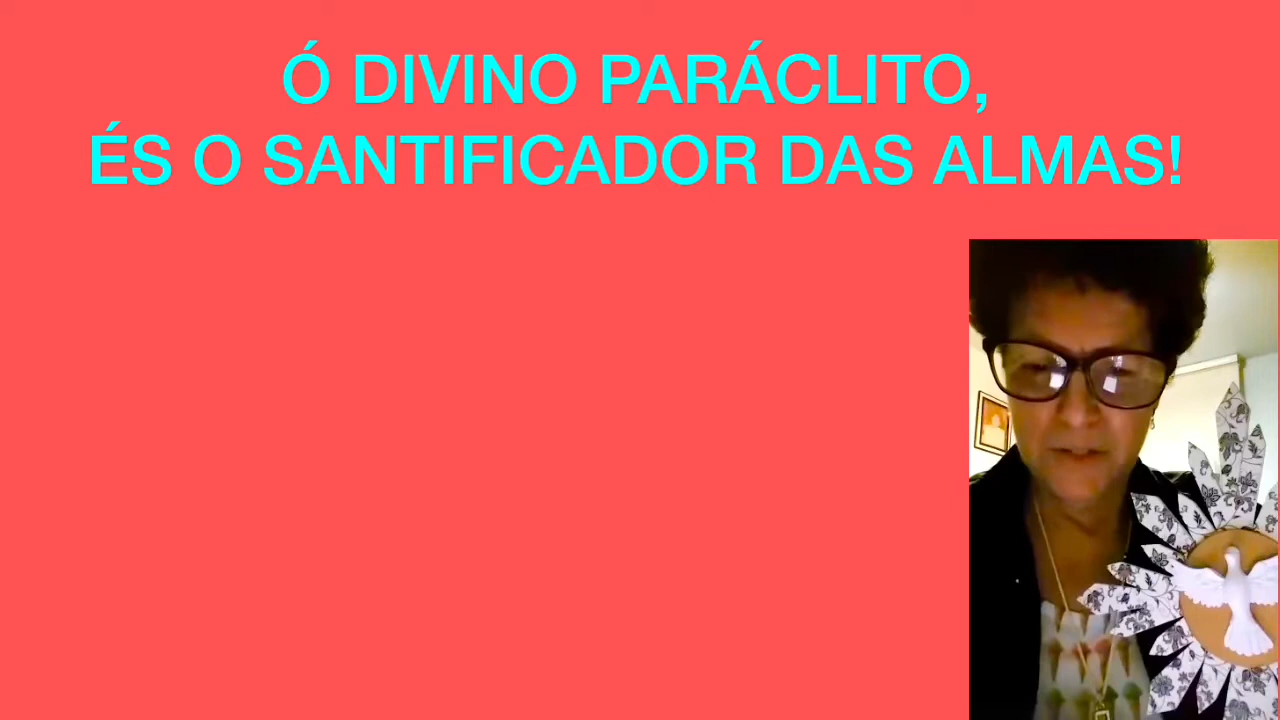 Ó DIVINO PARÁCLITO,
ÉS O SANTIFICADOR DAS ALMAS!